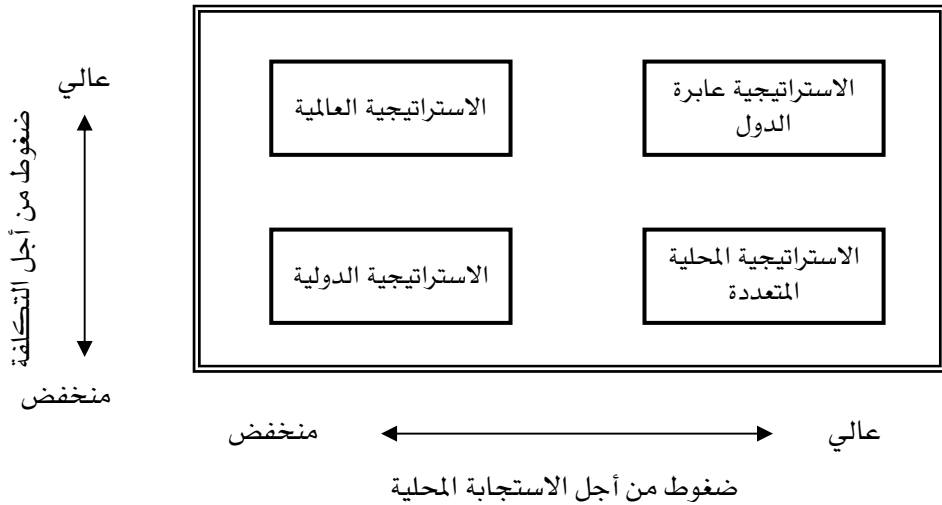 عالي
ضغوط من أجل التكلفة
منخفض
الاستراتيجية عابرة
الدول
الاستراتيجية العالمية
الاستراتيجية المحلية
المتعددة
الاستراتيجية الدولية
عالي
منخفض
ضغوط من أجل الاستجابة المحلية